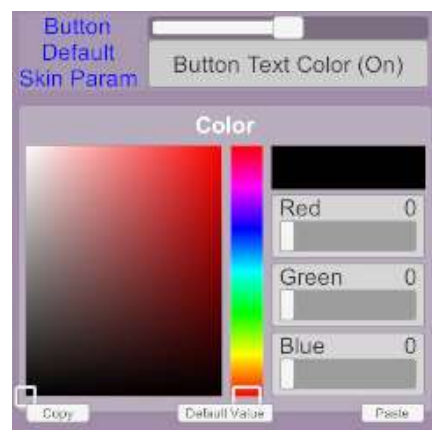 Button
Default
Skin Param
Button Text Color (On)
Color
Red 0
Green 0
Blue 0
Copy
Default Value
Paste